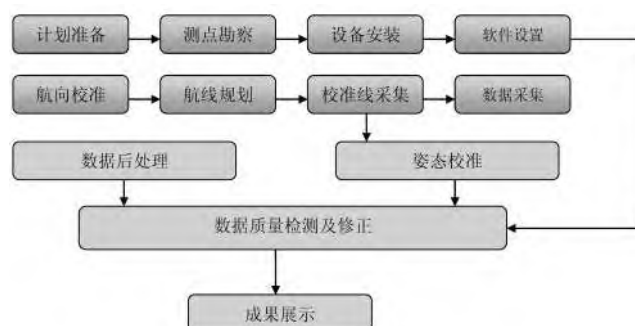 计划准备
测点勘察
设备安装
软件设置
航向校准
航线规划
校准线采集
数据采集
数据后处理
姿态校准
数据质量检测及修正
成果展示